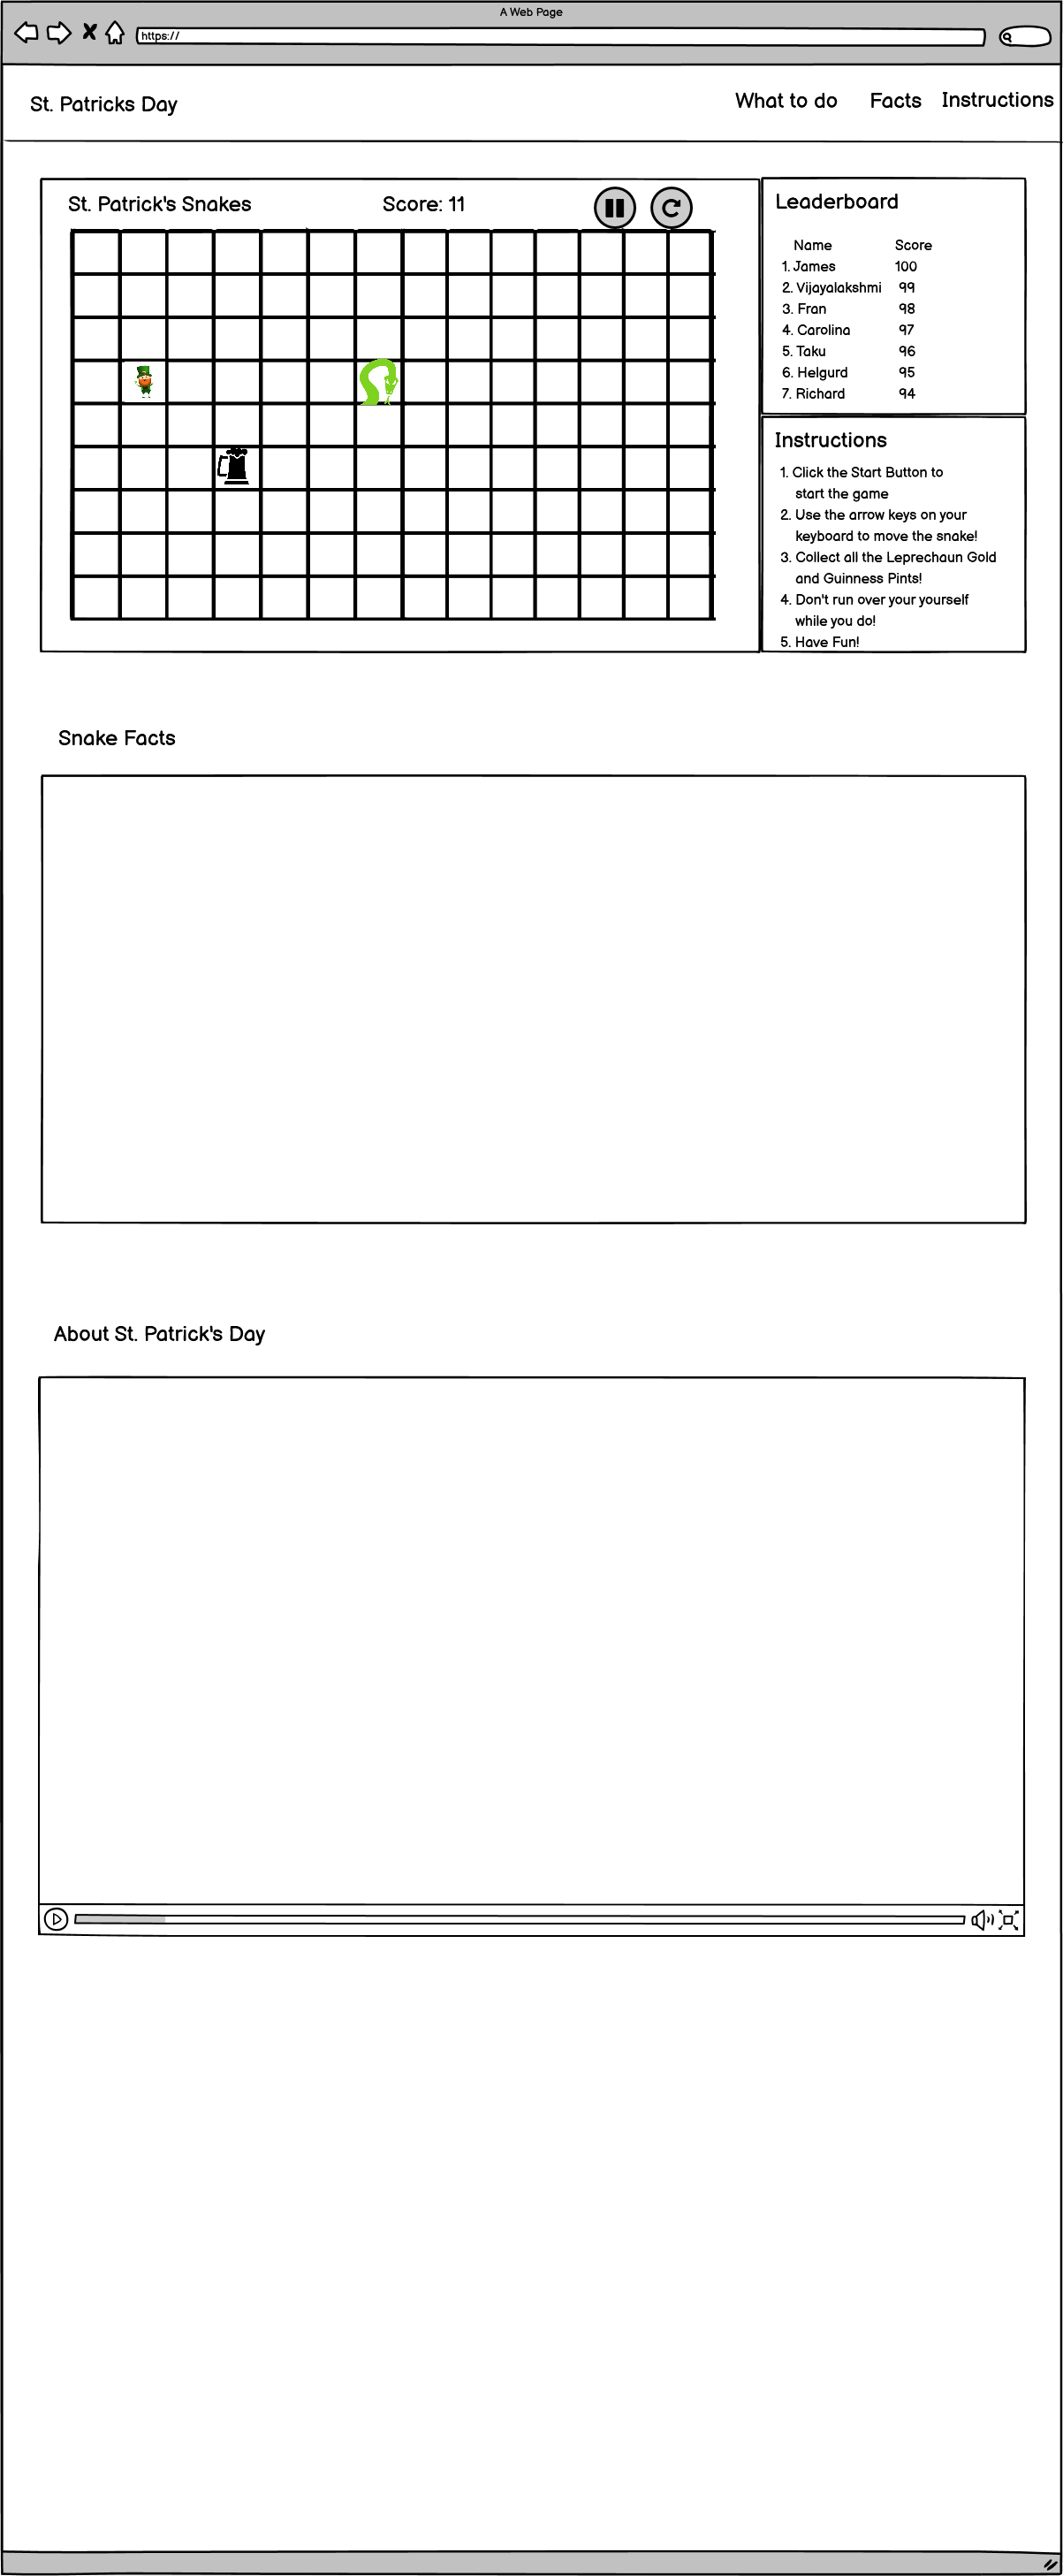 A Web Page
https://
St. Patricks Day
What to do Facts Instructions
St. Patrick's Snakes
Score: 11
Leaderboard
Name Score
1. James 100
2. Vijayalakshmi 99
3. Fran 98
4. Carolina 97
5. Taku 96
6. Helgurd 95
7. Richard 94
Instructions
1. Click the Start Button to
start the game
2. Use the arrow keys on your
keyboard to move the snake!
3. Collect all the Leprechaun Gold
and Guinness Pints!
4. Don't run over your yourself
while you do!
5. Have Fun!
Snake Facts
About St. Patrick's Day